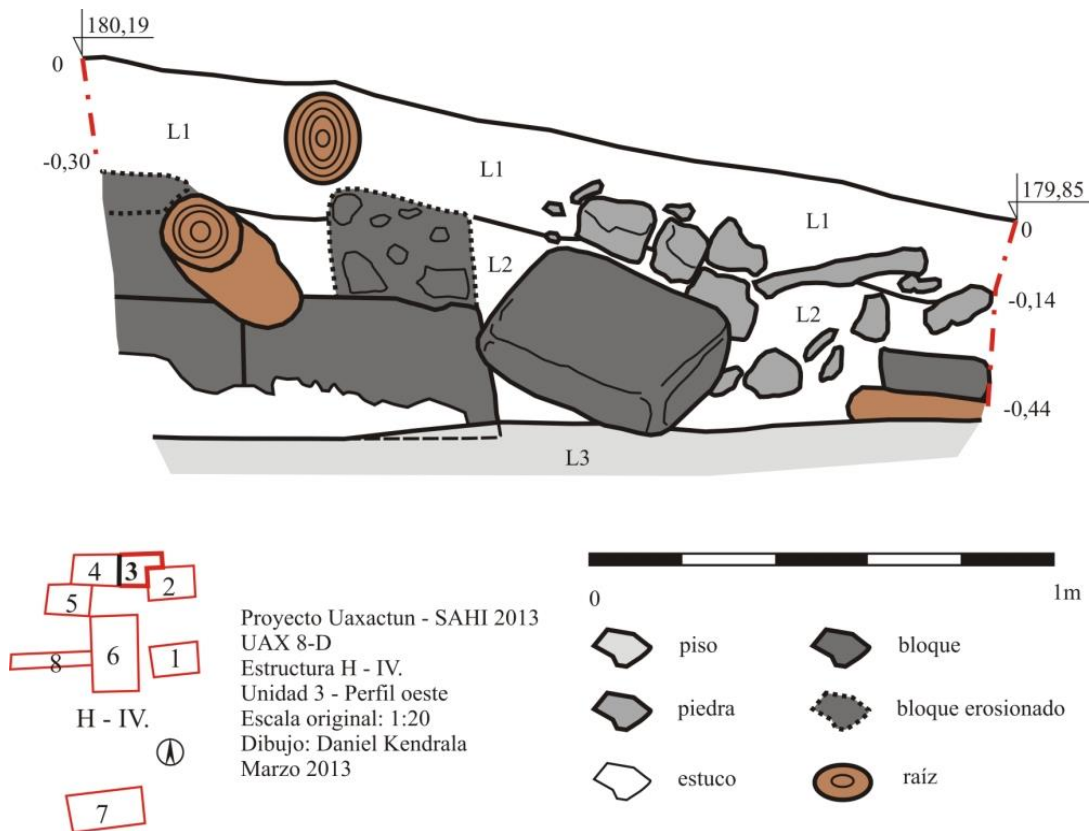 180,19
0
L1
-0,30
L1
179,85
L1
0
L2
-0,14
L2
-0,44
L3
4
3
2
5
6
1
8
H - IV.
7
Proyecto Uaxactun - SAHI 2013
UAX 8-D
Estructura H - IV.
Unidad 3 - Perfil oeste
Escala original: 1:20
Dibujo: Daniel Kendrala
Marzo 2013
0
1m
piso
bloque
piedra
bloque erosionado
estuco
raíz